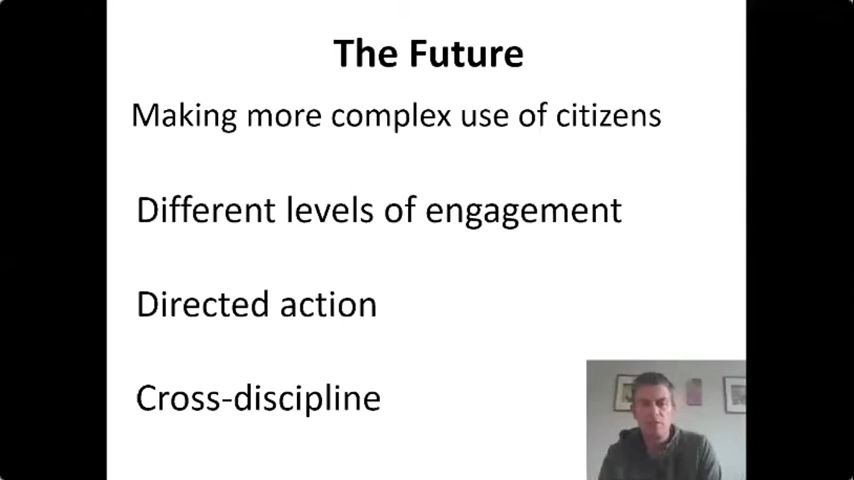 The Future
Making more complex use of citizens
Different levels of engagement
Directed action
Cross-discipline